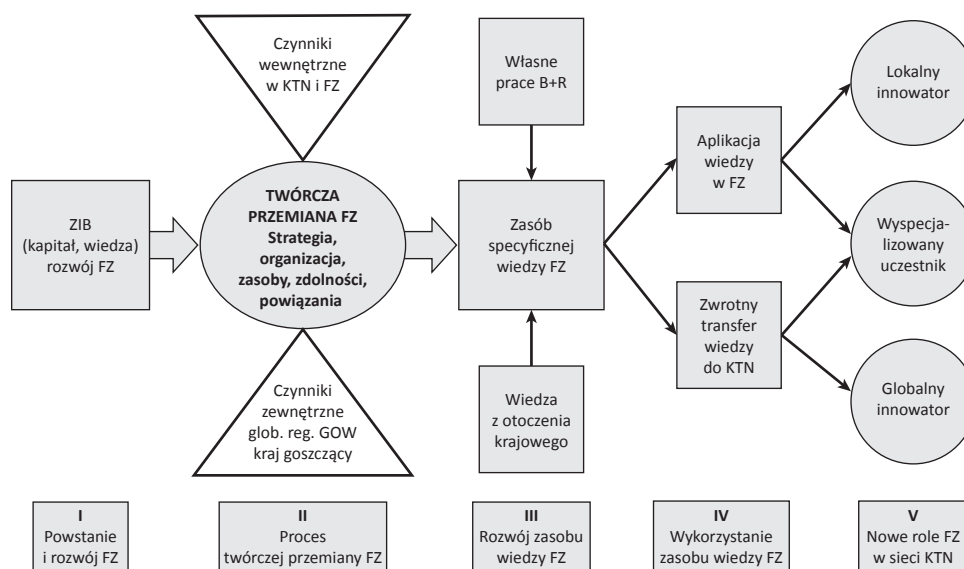 Czynniki
wewnętrzne
w KTN i FZ
Własne
prace B+R
Lokalny
innowator
Aplikacja
wiedzy
w FZ
ZIB
(kapitał, wiedza)
rozwój FZ
TWÓRCZA
PRZEMIANA FZ
Strategia,
organizacja,
zasoby, zdolności,
powiązania
Zasób
specyficznej
wiedzy FZ
Wyspecja-
lizowany
uczestnik
Zwrotny
transfer
wiedzy
do KTN
Czynniki
zewnętrzne
glob. reg. GOW
kraj goszczący
Wiedza
z otoczenia
krajowego
Globalny
innowator
I
Powstanie
i rozwój FZ
II
Proces
twórczej przemiany FZ
III
Rozwój zasobu
wiedzy FZ
IV
Wykorzystanie
zasobu wiedzy FZ
V
Nowe role FZ
w sieci KTN